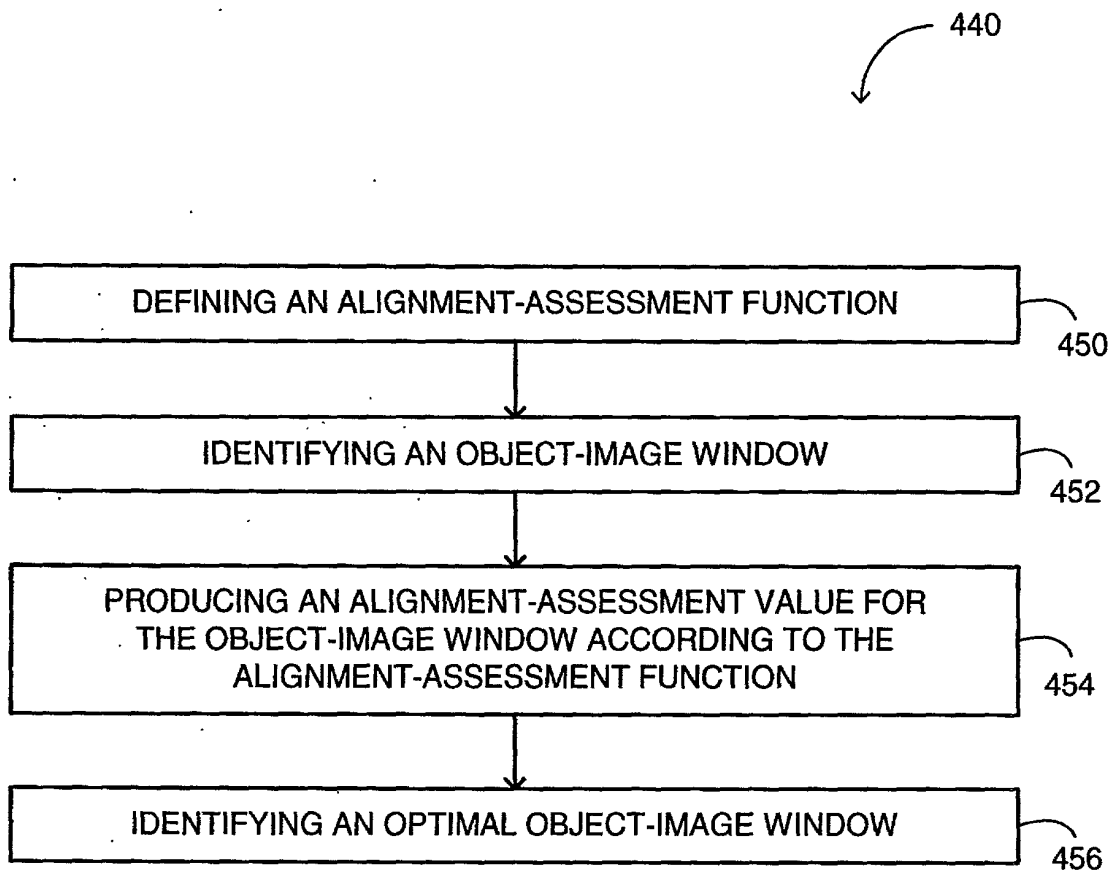 440
DEFINING AN ALIGNMENT-ASSESSMENT FUNCTION
450
IDENTIFYING AN OBJECT-IMAGE WINDOW
452
PRODUCING AN ALIGNMENT-ASSESSMENT VALUE FOR
THE OBJECT-IMAGE WINDOW ACCORDING TO THE
ALIGNMENT-ASSESSMENT FUNCTION
454
IDENTIFYING AN OPTIMAL OBJECT-IMAGE WINDOW
456